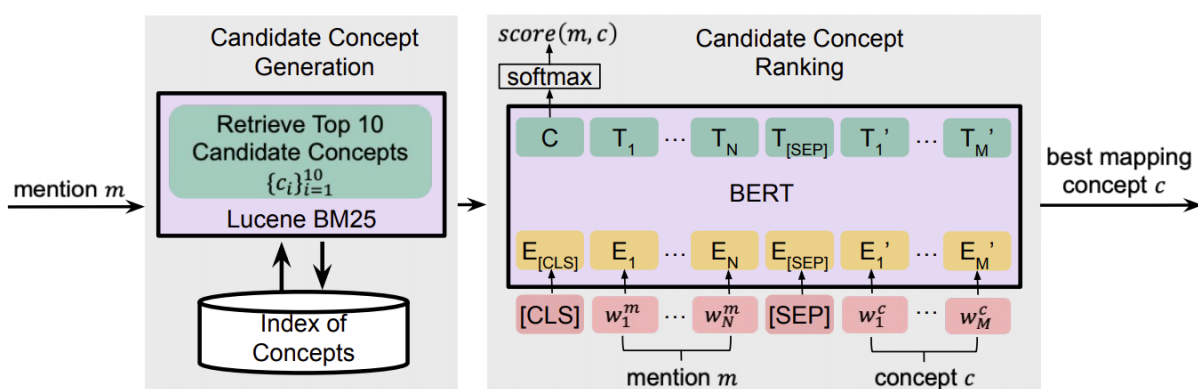 mention m
Candidate Concept
Generation
Retrieve Top 10
Candidate Concepts
{c_i}_{i=1}^{10}
Lucene BM25
Index of
Concepts
score(m, c)
softmax
Candidate Concept
Ranking
C T_1 ... T_N T_[SEP] T_1' ... T_M'
BERT
E_[CLS] E_1 ... E_N E_[SEP] E_1' ... E_M'
[CLS] w_1^m ... w_N^m [SEP] w_1^c ... w_M^c
mention m concept c
best mapping
concept c